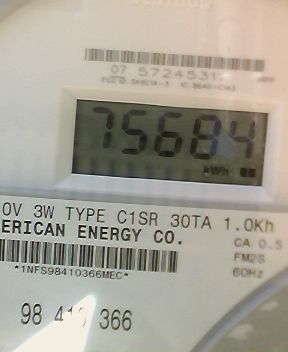 07 5724531
75684
kWh
0V 3W TYPE C1SR 30TA 1.0Kh
ERICAN ENERGY CO.
CA 0.5
FM2S
60Hz
*1NFS98410366MEC*
98 410 366